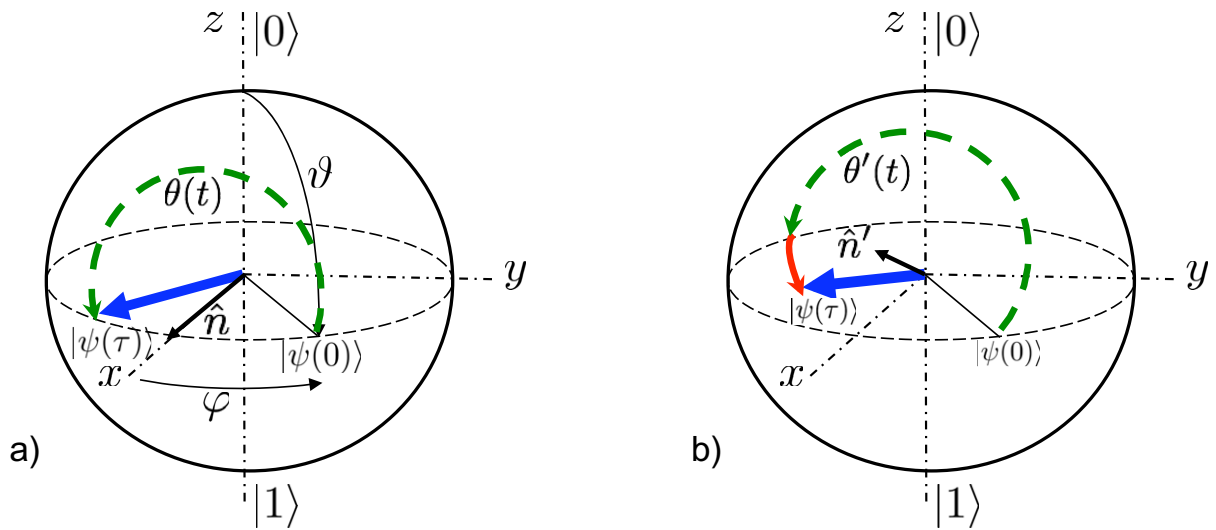 z |0⟩
ϑ
θ(t)
y
n̂
|ψ(τ)⟩
|ψ(0)⟩
x
φ
a)
|1⟩
z |0⟩
θ′(t)
n̂′
y
|ψ(τ)⟩
|ψ(0)⟩
x
b)
|1⟩